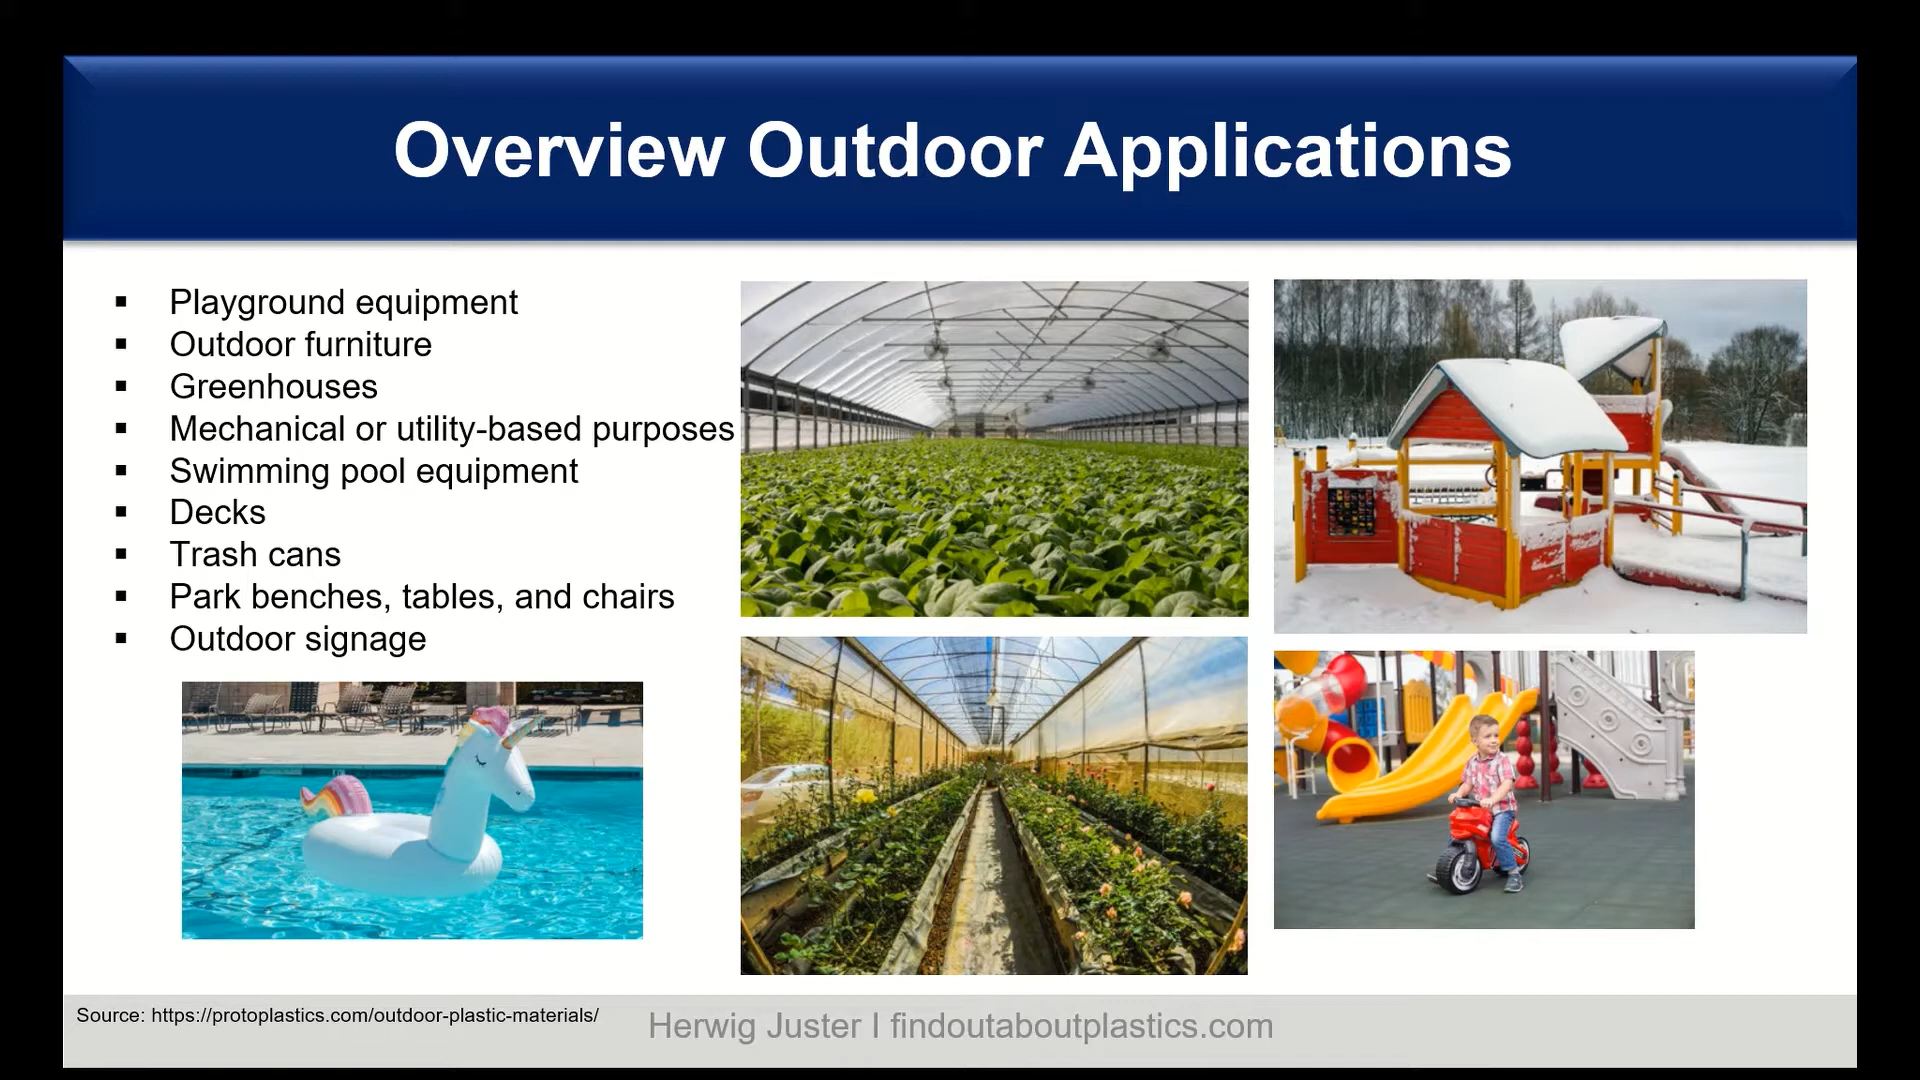 Overview Outdoor Applications
▪ Playground equipment
▪ Outdoor furniture
▪ Greenhouses
▪ Mechanical or utility-based purposes
▪ Swimming pool equipment
▪ Decks
▪ Trash cans
▪ Park benches, tables, and chairs
▪ Outdoor signage
Source: https://protoplastics.com/outdoor-plastic-materials/
Herwig Juster I findoutaboutplastics.com